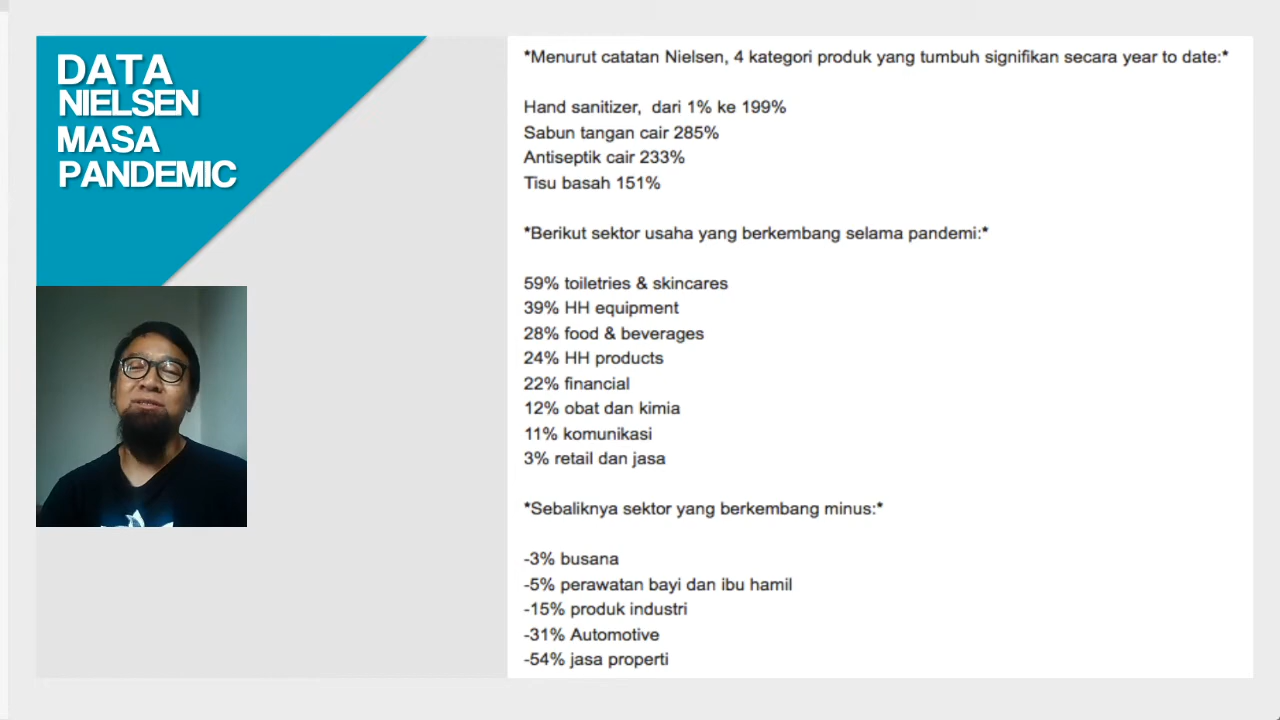 DATA
NIELSEN
MASA
PANDEMIC
*Menurut catatan Nielsen, 4 kategori produk yang tumbuh signifikan secara year to date:*
Hand sanitizer,  dari 1% ke 199%
Sabun tangan cair 285%
Antiseptik cair 233%
Tisu basah 151%
*Berikut sektor usaha yang berkembang selama pandemi:*
59% toiletries & skincares
39% HH equipment
28% food & beverages
24% HH products
22% financial
12% obat dan kimia
11% komunikasi
3% retail dan jasa
*Sebaliknya sektor yang berkembang minus:*
-3% busana
-5% perawatan bayi dan ibu hamil
-15% produk industri
-31% Automotive
-54% jasa properti